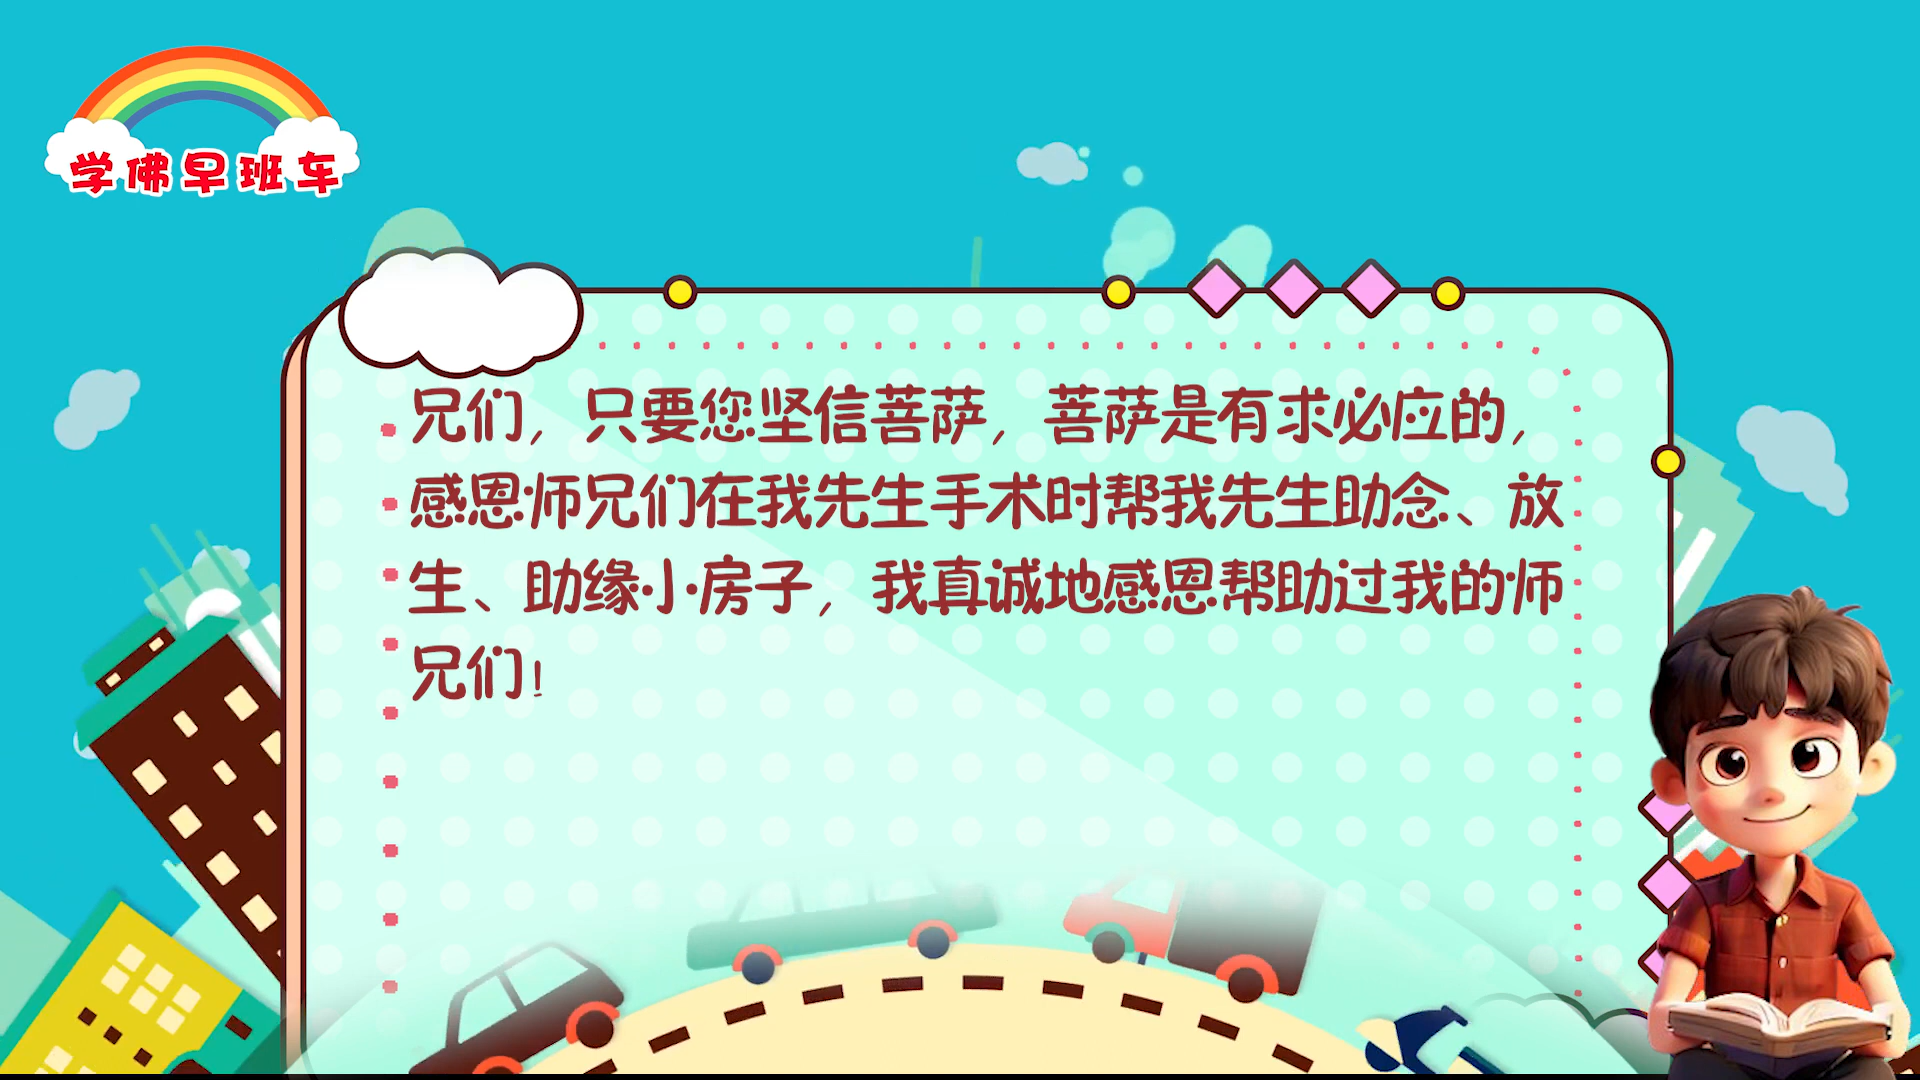 学佛早班车
兄们，只要您坚信菩萨，菩萨是有求必应的，
感恩师兄们在我先生手术时帮我先生助念、放
生、助缘小房子，我真诚地感恩帮助过我的师
兄们！